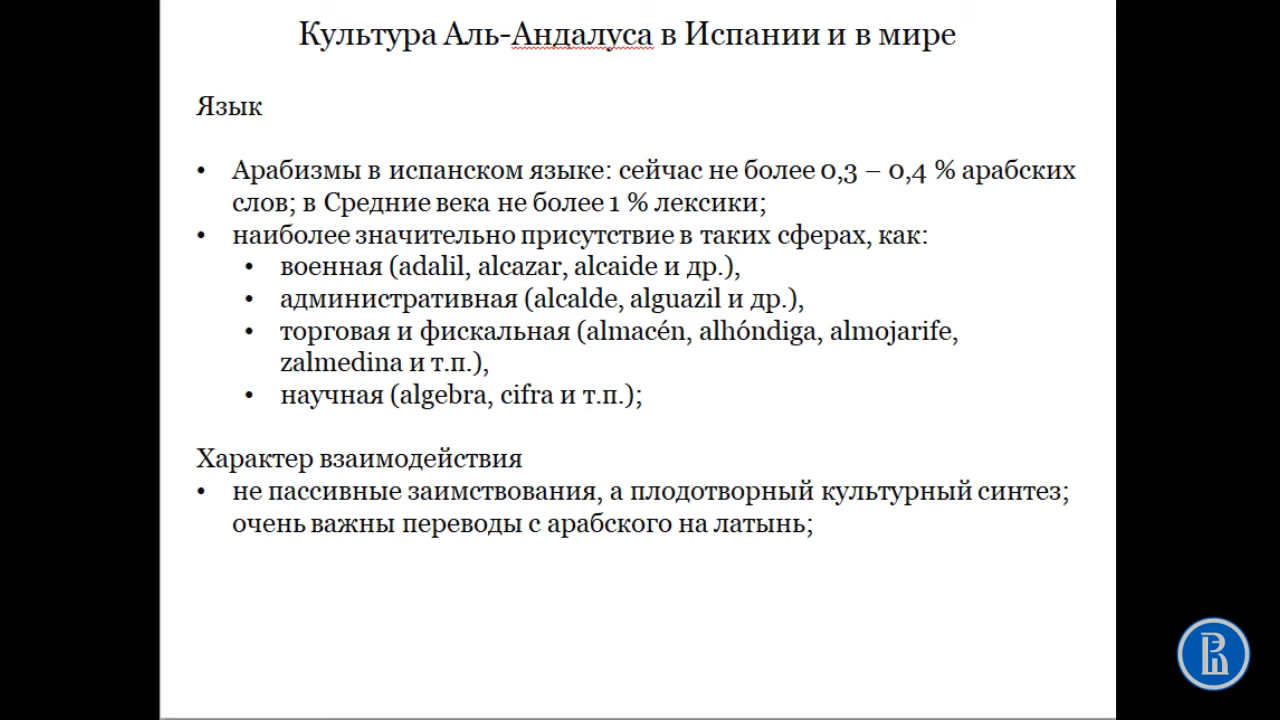 Культура Аль-Андалуса в Испании и в мире
Язык
• Арабизмы в испанском языке: сейчас не более 0,3 – 0,4 % арабских
слов; в Средние века не более 1 % лексики;
• наиболее значительно присутствие в таких сферах, как:
• военная (adalil, alcazar, alcaide и др.),
• административная (alcalde, alguazil и др.),
• торговая и фискальная (almacén, alhóndiga, almojarife,
zalmedina и т.п.),
• научная (algebra, cifra и т.п.);
Характер взаимодействия
• не пассивные заимствования, а плодотворный культурный синтез;
очень важны переводы с арабского на латынь;